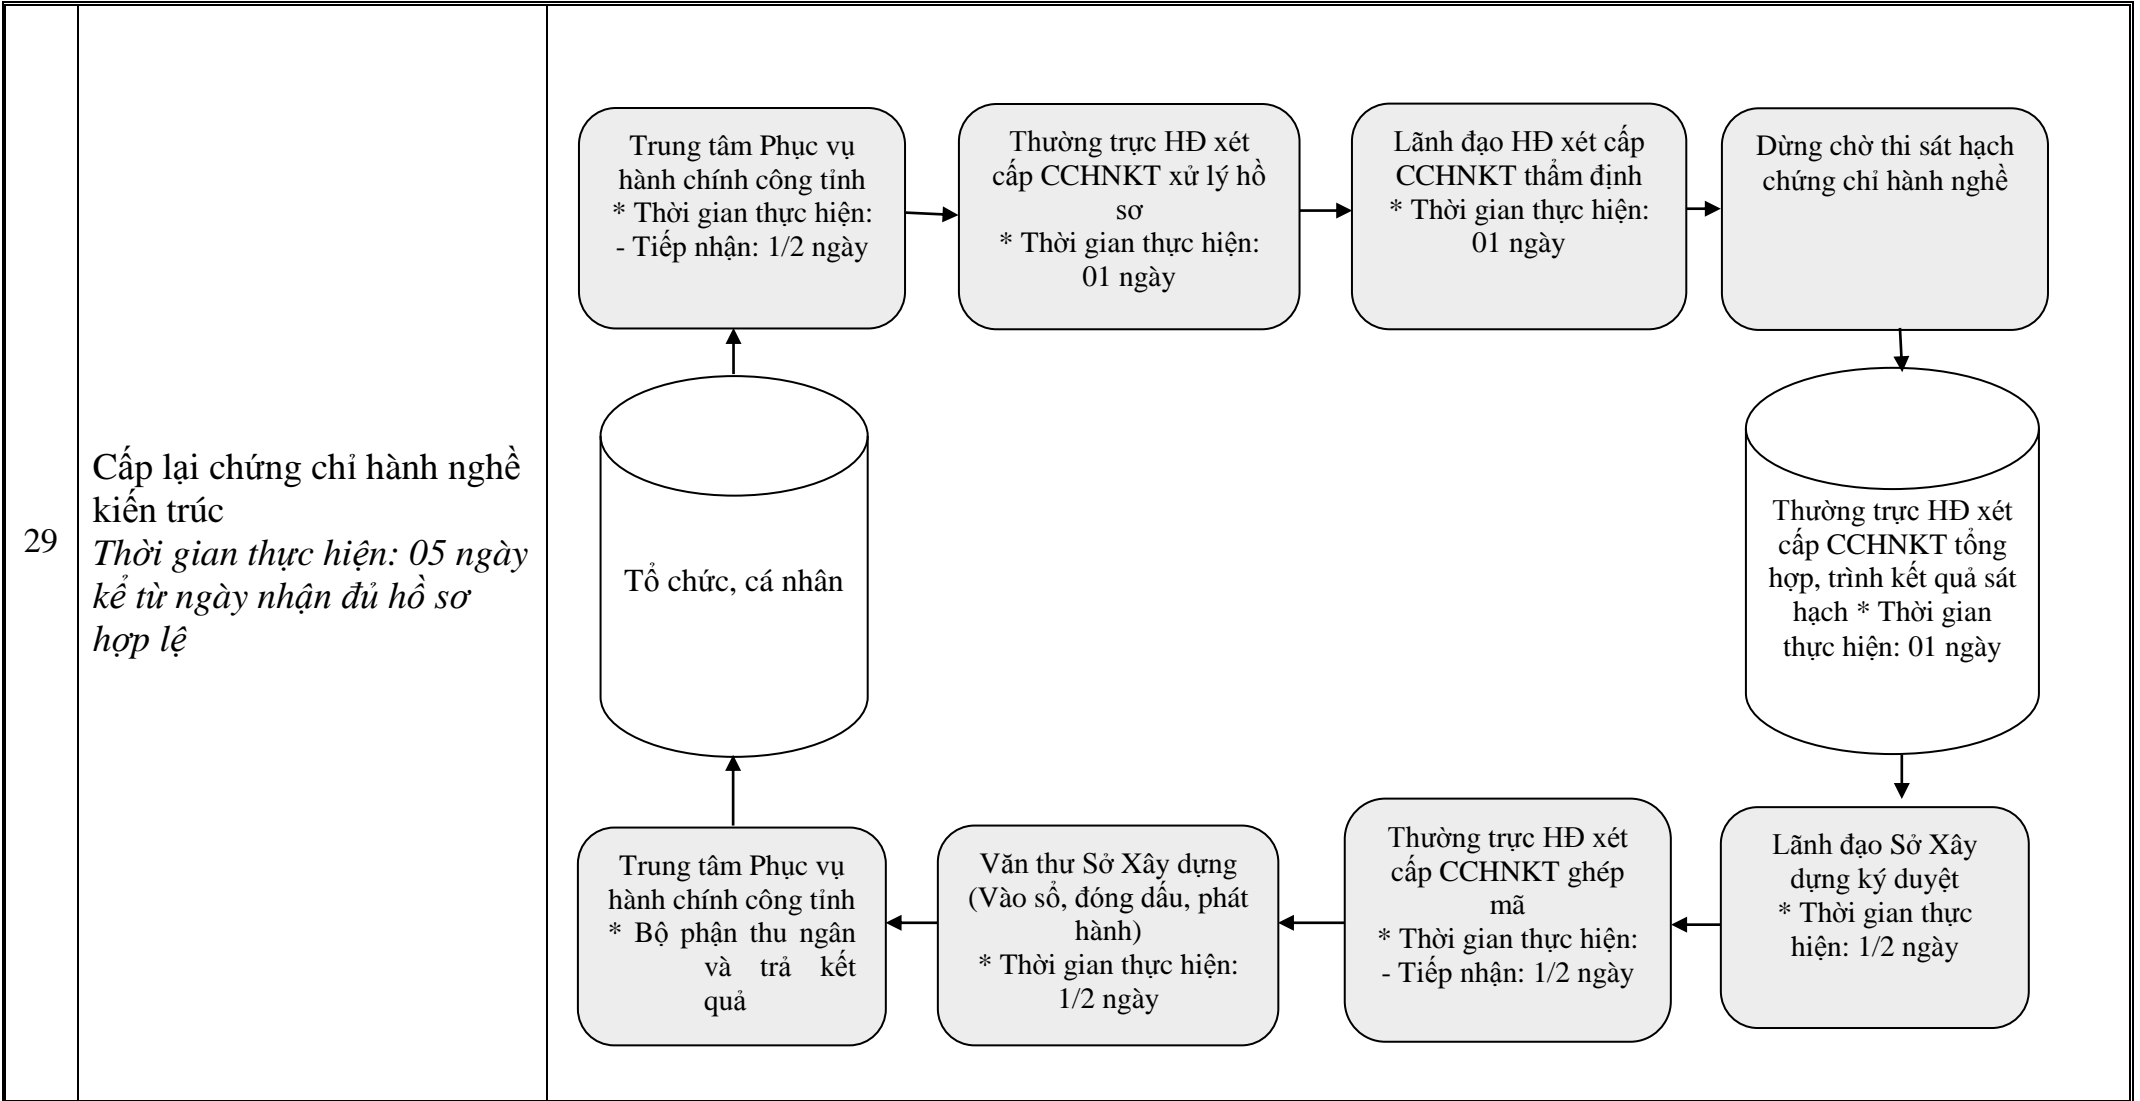 29
Cấp lại chứng chỉ hành nghề
kiến trúc
Thời gian thực hiện: 05 ngày
kể từ ngày nhận đủ hồ sơ
hợp lệ
Trung tâm Phục vụ
hành chính công tỉnh
* Thời gian thực hiện:
- Tiếp nhận: 1/2 ngày
Thường trực HĐ xét
cấp CCHNKT xử lý hồ
sơ
* Thời gian thực hiện:
01 ngày
Lãnh đạo HĐ xét cấp
CCHNKT thẩm định
* Thời gian thực hiện:
01 ngày
Dừng chờ thi sát hạch
chứng chỉ hành nghề
Tổ chức, cá nhân
Thường trực HĐ xét
cấp CCHNKT tổng
hợp, trình kết quả sát
hạch * Thời gian
thực hiện: 01 ngày
Trung tâm Phục vụ
hành chính công tỉnh
* Bộ phận thu ngân
và trả kết
quả
Văn thư Sở Xây dựng
(Vào sổ, đóng dấu, phát
hành)
* Thời gian thực hiện:
1/2 ngày
Thường trực HĐ xét
cấp CCHNKT ghép
mã
* Thời gian thực hiện:
- Tiếp nhận: 1/2 ngày
Lãnh đạo Sở Xây
dựng ký duyệt
* Thời gian thực
hiện: 1/2 ngày